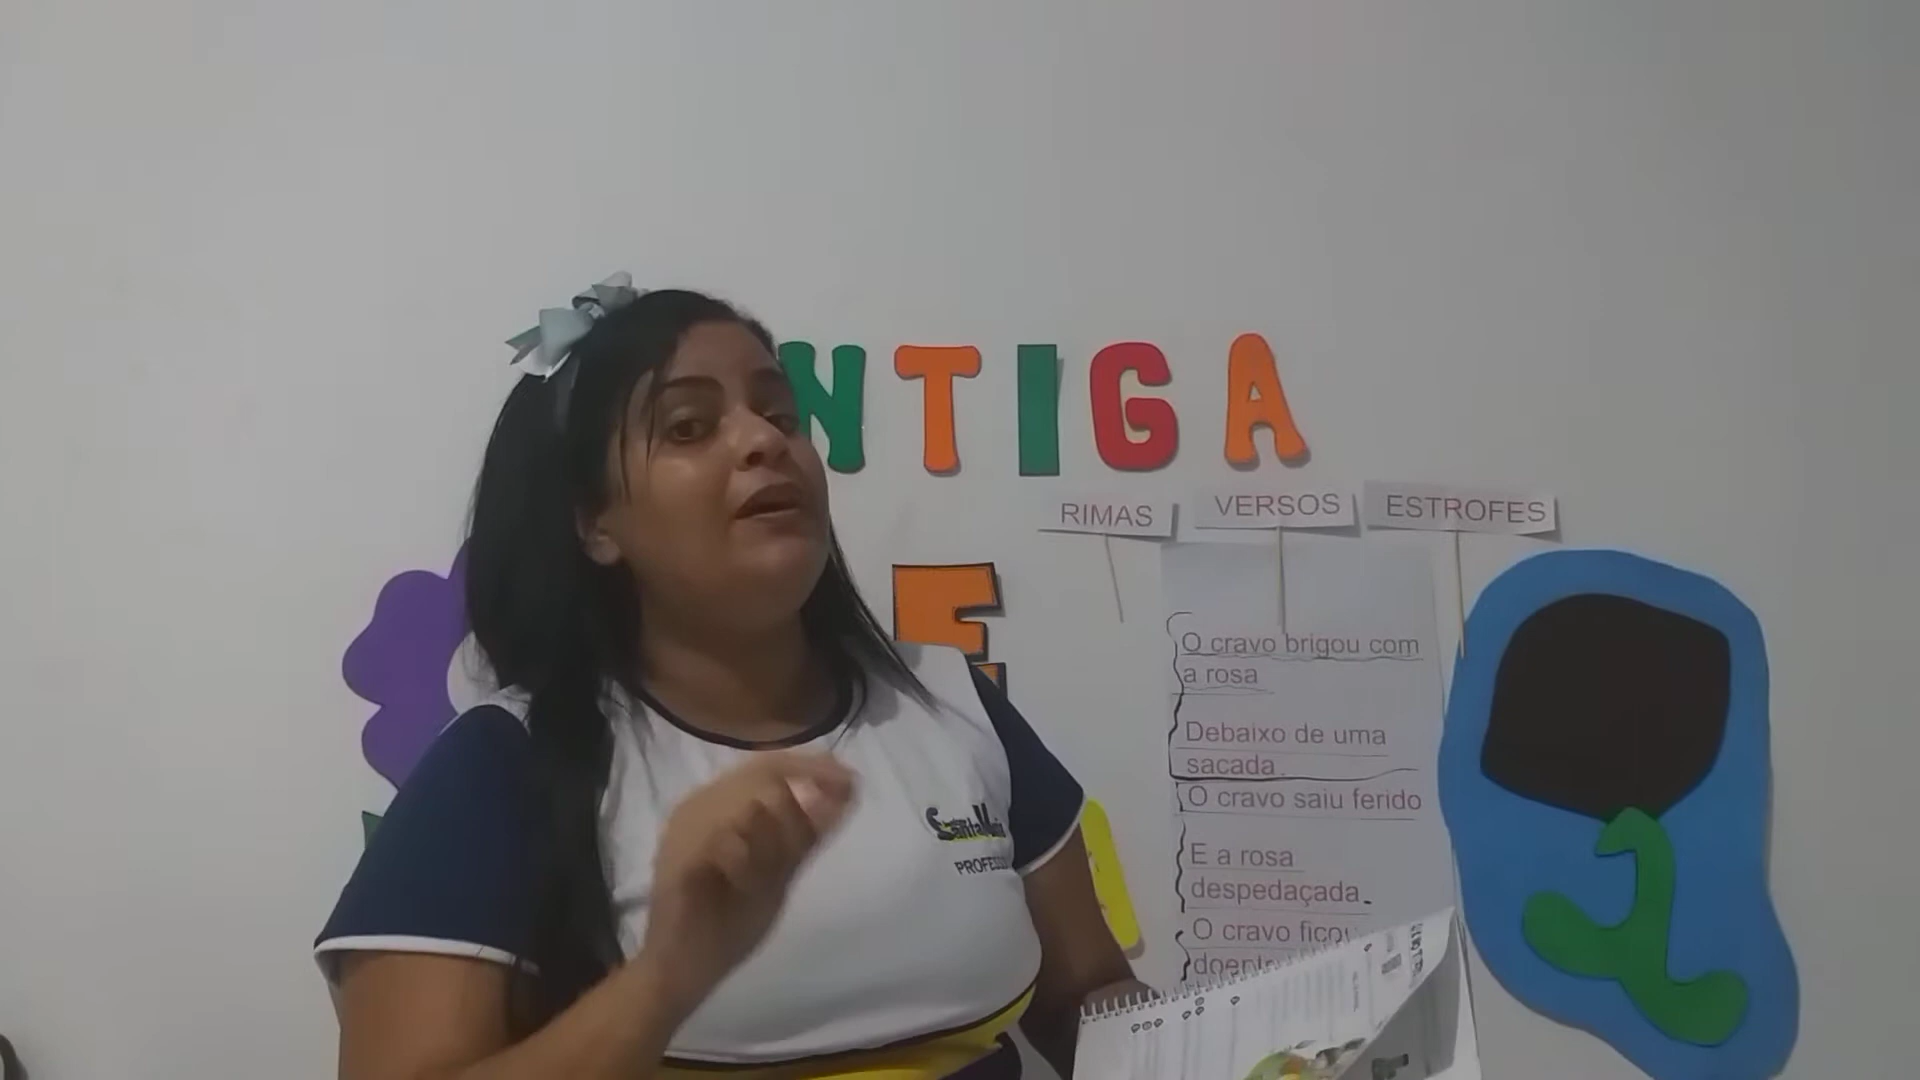 NTIGA
RIMAS VERSOS ESTROFES
E
O cravo brigou com
a rosa
Debaixo de uma
sacada
O cravo saiu ferido
E a rosa
despedaçada
O cravo ficou
Santa